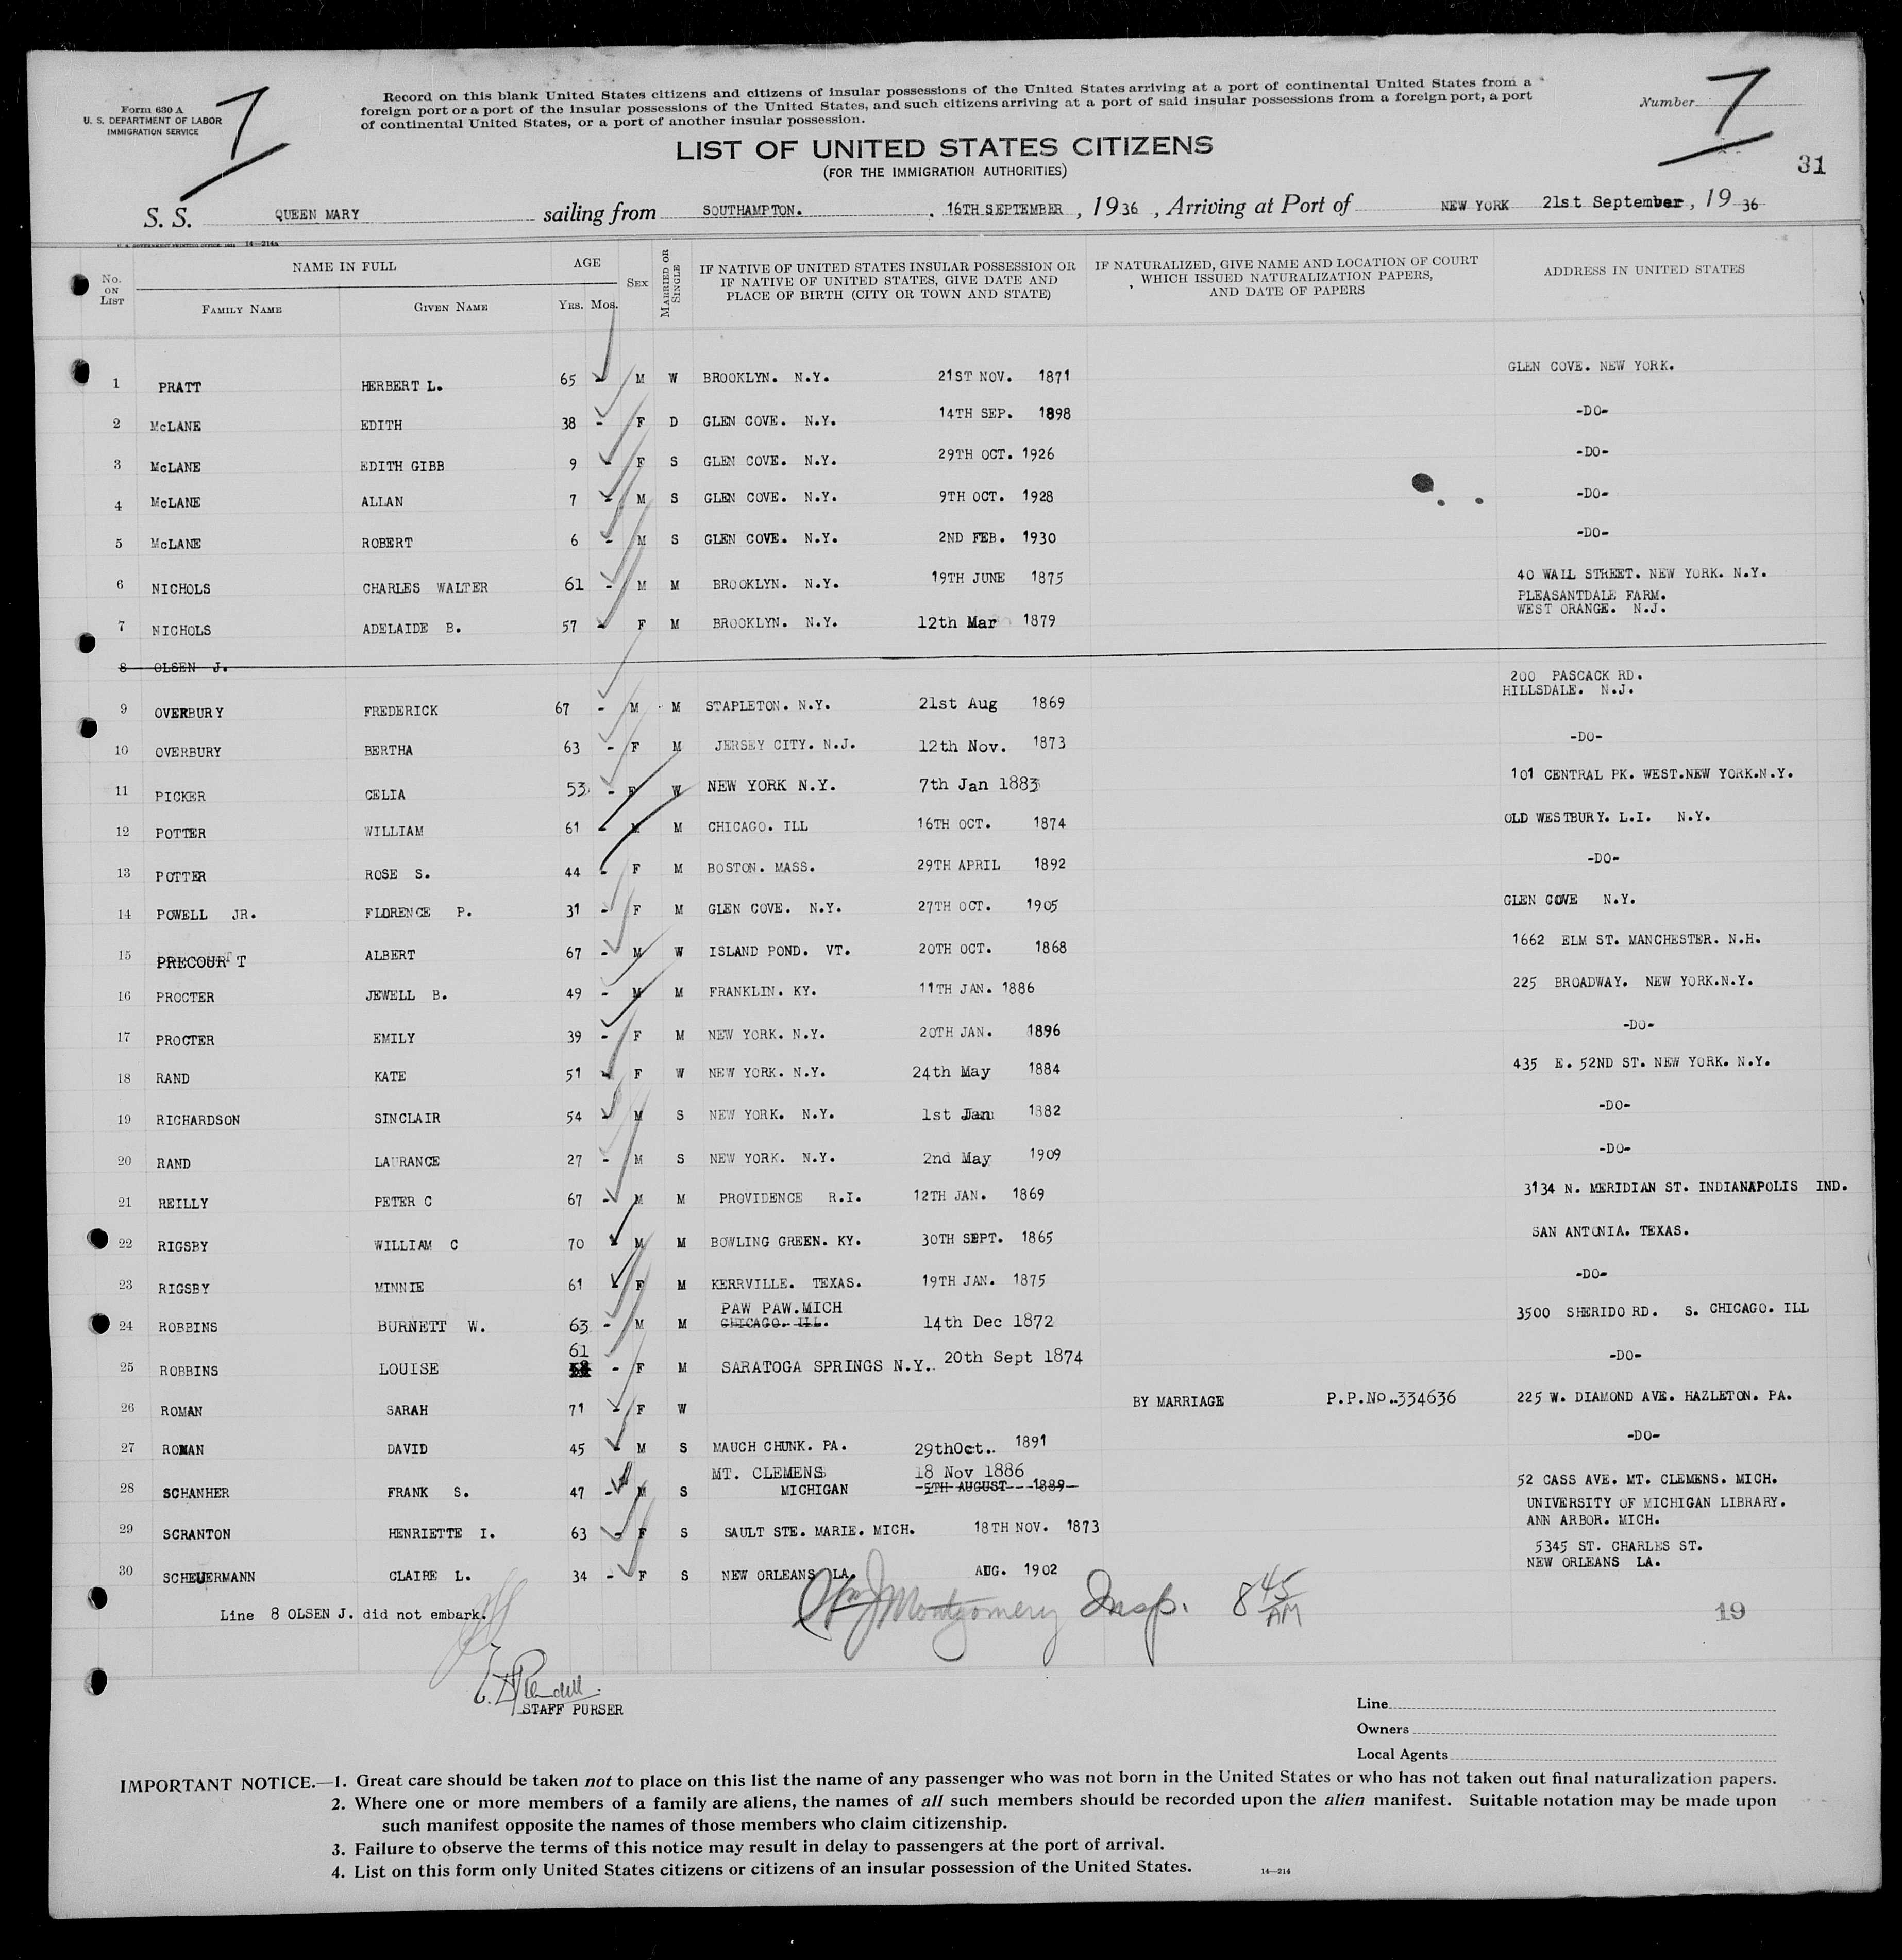 Form 630 A
U. S. DEPARTMENT OF LABOR
IMMIGRATION SERVICE
7
Record on this blank United States citizens and citizens of insular possessions of the United States arriving at a port of continental United States from a
foreign port or a port of the insular possessions of the United States, and such citizens arriving at a port of said insular possessions from a foreign port, a port
of continental United States, or a port of another insular possession.
Number 7
LIST OF UNITED STATES CITIZENS
(FOR THE IMMIGRATION AUTHORITIES)
31
S. S. QUEEN MARY sailing from SOUTHAMPTON. , 16TH SEPTEMBER , 1936 , Arriving at Port of NEW YORK 21st September, 19 36
U. S. GOVERNMENT PRINTING OFFICE: 1931 14—214a
No. ON LIST
NAME IN FULL
FAMILY NAME
GIVEN NAME
AGE
YRS. MOS.
SEX
MARRIED OR SINGLE
IF NATIVE OF UNITED STATES INSULAR POSSESSION OR
IF NATIVE OF UNITED STATES, GIVE DATE AND
PLACE OF BIRTH (CITY OR TOWN AND STATE)
IF NATURALIZED, GIVE NAME AND LOCATION OF COURT
WHICH ISSUED NATURALIZATION PAPERS,
AND DATE OF PAPERS
ADDRESS IN UNITED STATES
1 PRATT HERBERT L. 65 - M W BROOKLYN. N.Y. 21ST NOV. 1871 GLEN COVE. NEW YORK.
2 McLANE EDITH 38 - F D GLEN COVE. N.Y. 14TH SEP. 1898 -DO-
3 McLANE EDITH GIBB 9 - F S GLEN COVE. N.Y. 29TH OCT. 1926 -DO-
4 McLANE ALLAN 7 - M S GLEN COVE. N.Y. 9TH OCT. 1928 -DO-
5 McLANE ROBERT 6 - M S GLEN COVE. N.Y. 2ND FEB. 1930 -DO-
6 NICHOLS CHARLES WALTER 61 - M M BROOKLYN. N.Y. 19TH JUNE 1875 40 WALL STREET. NEW YORK. N.Y.
PLEASANTDALE FARM.
7 NICHOLS ADELAIDE B. 57 - F M BROOKLYN. N.Y. 12th Mar 1879 WEST ORANGE. N.J.
8 OLSEN J.
200 PASCACK RD.
HILLSDALE. N.J.
9 OVERBURY FREDERICK 67 - M M STAPLETON. N.Y. 21st Aug 1869
10 OVERBURY BERTHA 63 - F M JERSEY CITY. N.J. 12th Nov. 1873 -DO-
11 PICKER CELIA 53 - F W NEW YORK N.Y. 7th Jan 1883 101 CENTRAL PK. WEST.NEW YORK.N.Y.
12 POTTER WILLIAM 61 - M M CHICAGO. ILL 16TH OCT. 1874 OLD WESTBURY. L.I. N.Y.
13 POTTER ROSE S. 44 - F M BOSTON. MASS. 29TH APRIL 1892 -DO-
14 POWELL JR. FLORENCE P. 31 - F M GLEN COVE. N.Y. 27TH OCT. 1905 GLEN COVE N.Y.
15 PRECOURT ALBERT 67 - M W ISLAND POND. VT. 20TH OCT. 1868 1662 ELM ST. MANCHESTER. N.H.
16 PROCTER JEWELL B. 49 - M M FRANKLIN. KY. 11TH JAN. 1886 225 BROADWAY. NEW YORK.N.Y.
17 PROCTER EMILY 39 - F M NEW YORK. N.Y. 20TH JAN. 1896 -DO-
18 RAND KATE 51 - F W NEW YORK. N.Y. 24th May 1884 435 E. 52ND ST. NEW YORK. N.Y.
19 RICHARDSON SINCLAIR 54 - M S NEW YORK. N.Y. 1st Jan 1882 -DO-
20 RAND LAURANCE 27 - M S NEW YORK. N.Y. 2nd May 1909 -DO-
21 REILLY PETER C 67 - M M PROVIDENCE R.I. 12TH JAN. 1869 3134 N. MERIDIAN ST. INDIANAPOLIS IND.
22 RIGSBY WILLIAM C 70 - M M BOWLING GREEN. KY. 30TH SEPT. 1865 SAN ANTONIA. TEXAS.
23 RIGSBY MINNIE 61 - F M KERRVILLE. TEXAS. 19TH JAN. 1875 -DO-
PAW PAW.MICH
24 ROBBINS BURNETT W. 63 - M M CHICAGO. ILL. 14th Dec 1872 3500 SHERIDO RD. S. CHICAGO. ILL
61
25 ROBBINS LOUISE - F M SARATOGA SPRINGS N.Y. 20th Sept 1874 -DO-
26 ROMAN SARAH 71 - F W BY MARRIAGE P.P.No.334636 225 W. DIAMOND AVE. HAZLETON. PA.
27 ROMAN DAVID 45 - M S MAUCH CHUNK. PA. 29thOct. 1891 -DO-
MT. CLEMENS 18 Nov 1886
28 SCHANHER FRANK S. 47 - M S MICHIGAN 5TH AUGUST 1889 52 CASS AVE. MT. CLEMENS. MICH.
UNIVERSITY OF MICHIGAN LIBRARY.
29 SCRANTON HENRIETTE I. 63 - F S SAULT STE. MARIE. MICH. 18TH NOV. 1873 ANN ARBOR. MICH.
5345 ST. CHARLES ST.
30 SCHEUERMANN CLAIRE L. 34 - F S NEW ORLEANS LA. AUG. 1902 NEW ORLEANS LA.
Line 8 OLSEN J. did not embark.
Wm J Montgomery Insp. 8 45 AM
19
STAFF PURSER
Line
Owners
Local Agents
IMPORTANT NOTICE.—1. Great care should be taken not to place on this list the name of any passenger who was not born in the United States or who has not taken out final naturalization papers.
2. Where one or more members of a family are aliens, the names of all such members should be recorded upon the alien manifest. Suitable notation may be made upon
such manifest opposite the names of those members who claim citizenship.
3. Failure to observe the terms of this notice may result in delay to passengers at the port of arrival.
4. List on this form only United States citizens or citizens of an insular possession of the United States.
14—214